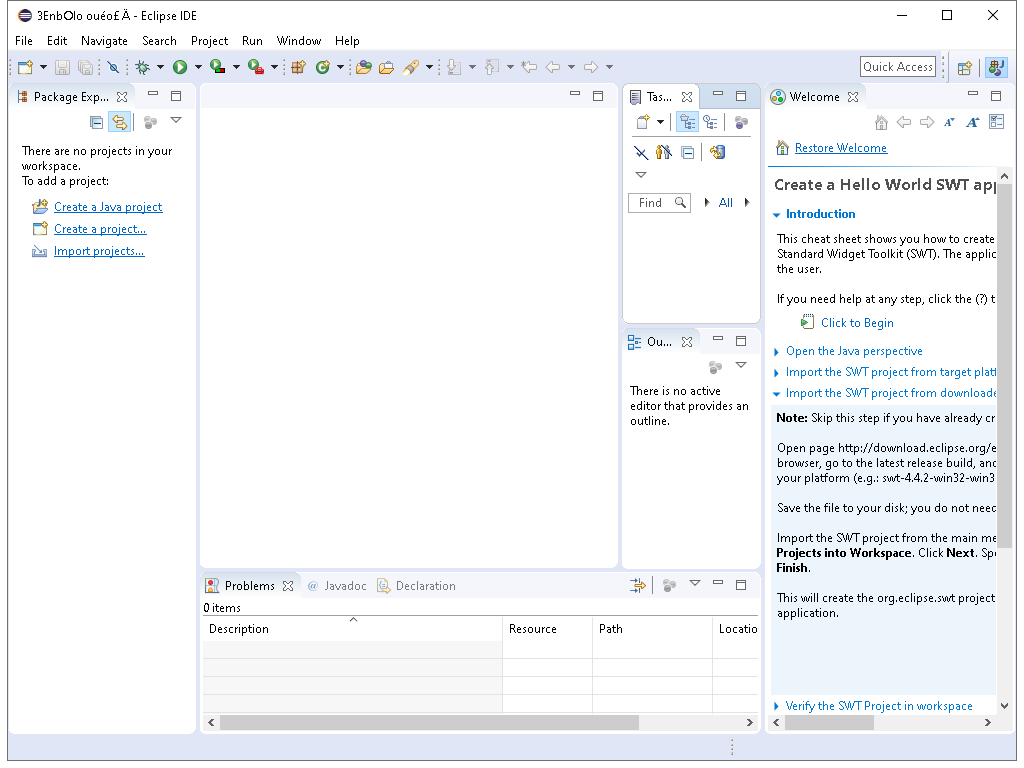 3EnbOlo ouéo£Ä - Eclipse IDE
File Edit Navigate Search Project Run Window Help
Quick Access
Package Exp...
There are no projects in your
workspace.
To add a project:
Create a Java project
Create a project...
Import projects...
Tas...
Find
All
Ou...
There is no active
editor that provides an
outline.
Welcome
Restore Welcome
Create a Hello World SWT app
Introduction
This cheat sheet shows you how to create
Standard Widget Toolkit (SWT). The applic
the user.
If you need help at any step, click the (?) t
Click to Begin
Open the Java perspective
Import the SWT project from target platf
Import the SWT project from downloade
Note: Skip this step if you have already cr
Open page http://download.eclipse.org/e
browser, go to the latest release build, and
your platform (e.g.: swt-4.4.2-win32-win3
Save the file to your disk; you do not need
Import the SWT project from the main me
Projects into Workspace. Click Next. Spe
Finish.
This will create the org.eclipse.swt project
application.
Verify the SWT Project in workspace
Problems @ Javadoc Declaration
0 items
Description Resource Path Locatio